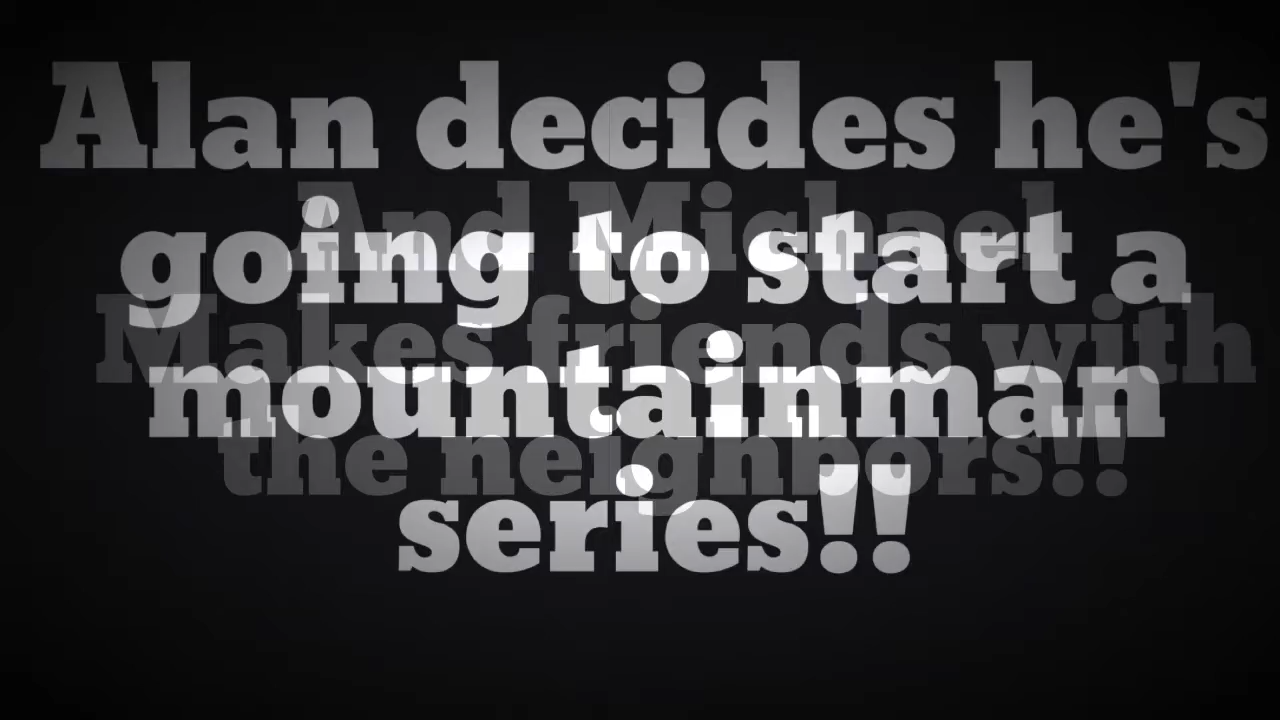 Alan decides he's
going to start a
mountainman
series!!
And Michael
Makes friends with
the neighbors!!